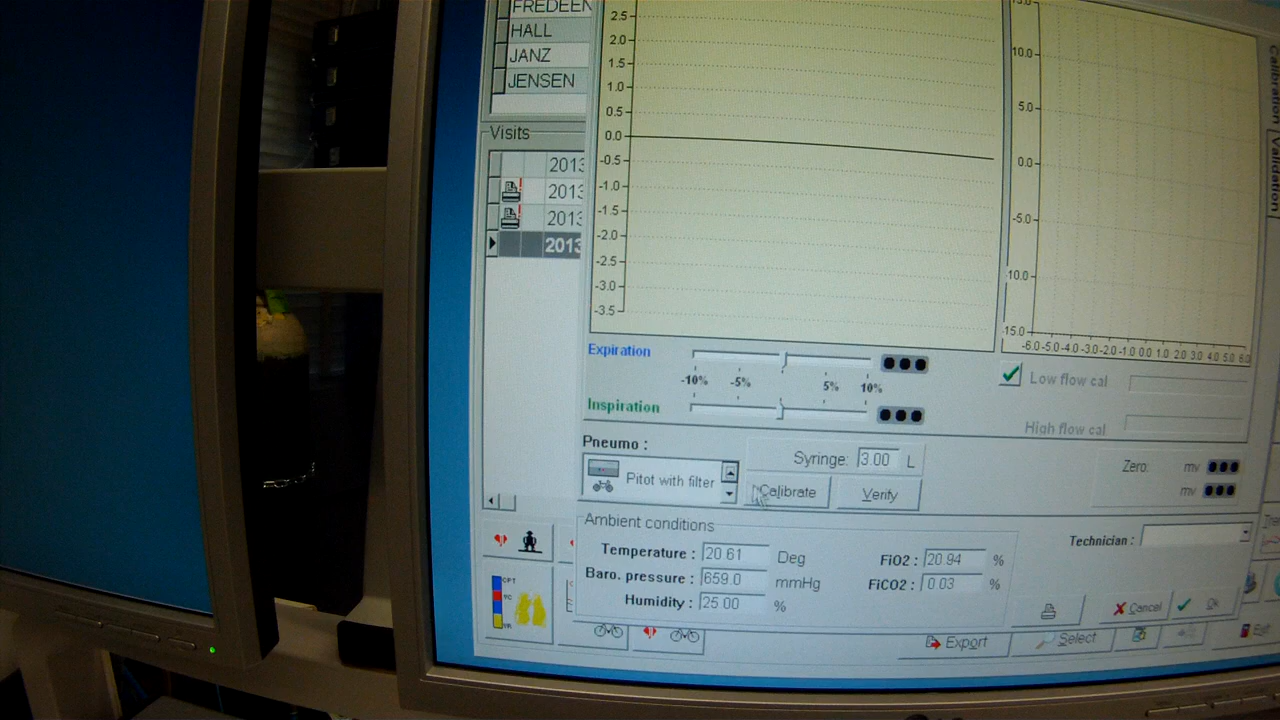 FREDEEN
HALL
JANZ
JENSEN
Visits
2013
2013
2013
2013
2.5
2.0
1.5
1.0
0.5
0.0
-0.5
-1.0
-1.5
-2.0
-2.5
-3.0
-3.5
10.0
5.0
0.0
-5.0
10.0
15.0
-6.0 -5.0 -4.0 -3.0 -2.0 -1.0 0.0 1.0 2.0 3.0 4.0 5.0 6.0
Calibration
Validation
Expiration
-10% -5% 5% 10%
Inspiration
Low flow cal
High flow cal
Pneumo :
Pitot with filter
Syringe: 3.00 L
Calibrate
Verify
Zero: mv
mv
Ambient conditions
Temperature : 20.61 Deg
Baro. pressure : 659.0 mmHg
Humidity : 25.00 %
FiO2 : 20.94 %
FiCO2 : 0.03 %
Technician :
Cancel
Ok
Export
Select
CPT
VC